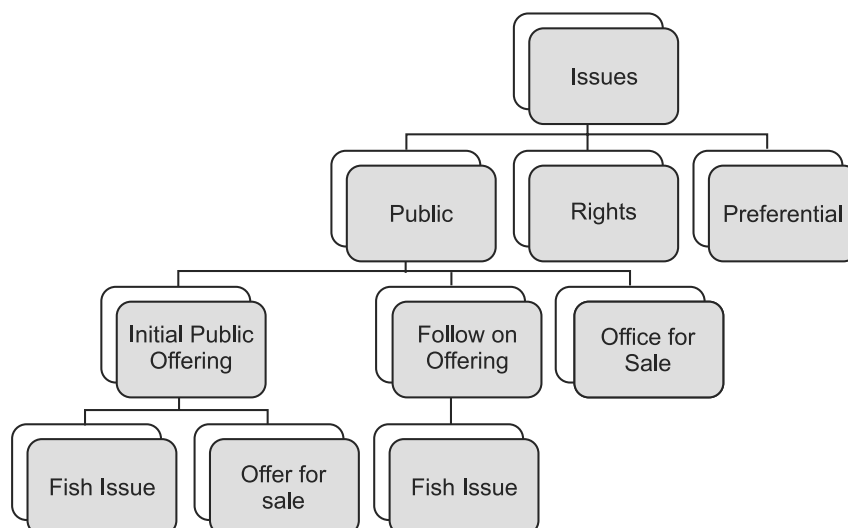 Issues
Public
Rights
Preferential
Initial Public
Offering
Follow on
Offering
Office for
Sale
Fish Issue
Offer for
sale
Fish Issue